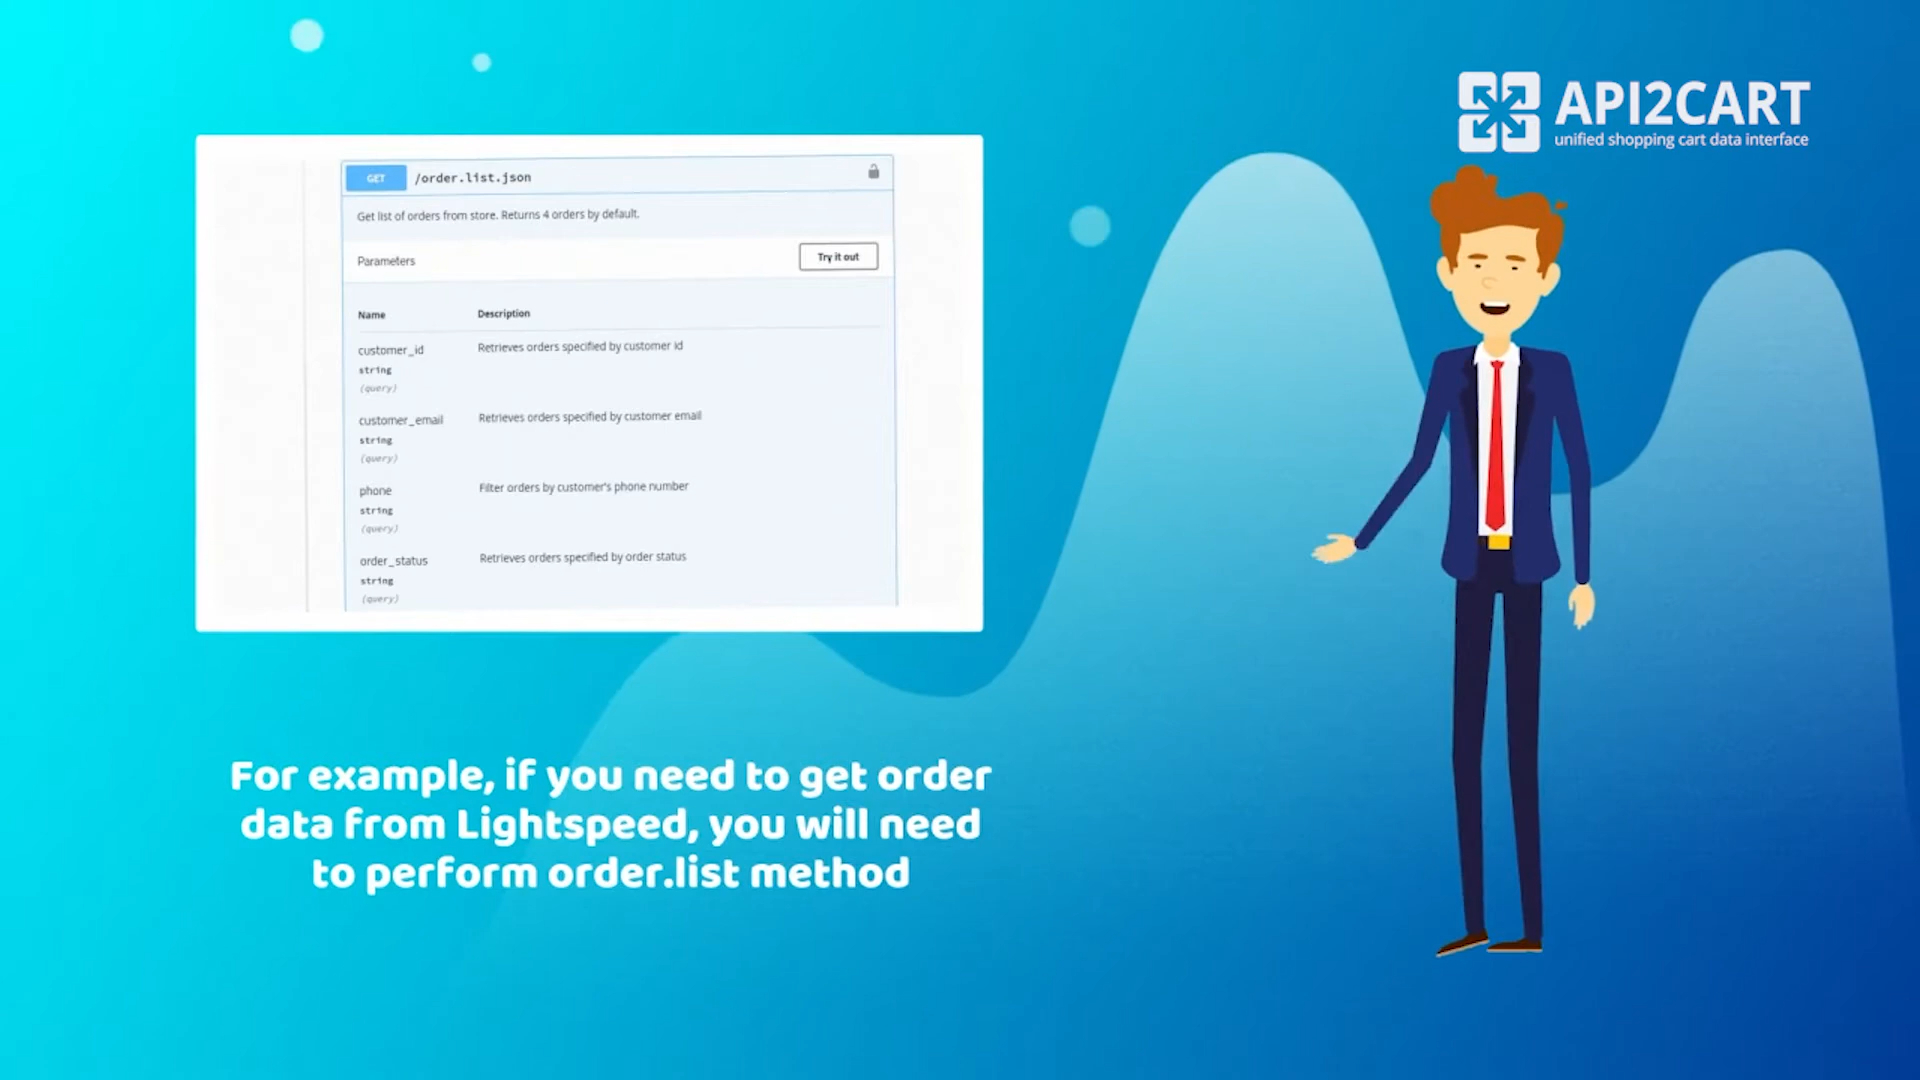 API2CART
unified shopping cart data interface
GET /order.list.json
Get list of orders from store. Returns 4 orders by default.
Parameters
Try it out
Name Description
customer_id Retrieves orders specified by customer id
string
(query)
customer_email Retrieves orders specified by customer email
string
(query)
phone Filter orders by customer's phone number
string
(query)
order_status Retrieves orders specified by order status
string
(query)
For example, if you need to get order
data from Lightspeed, you will need
to perform order.list method